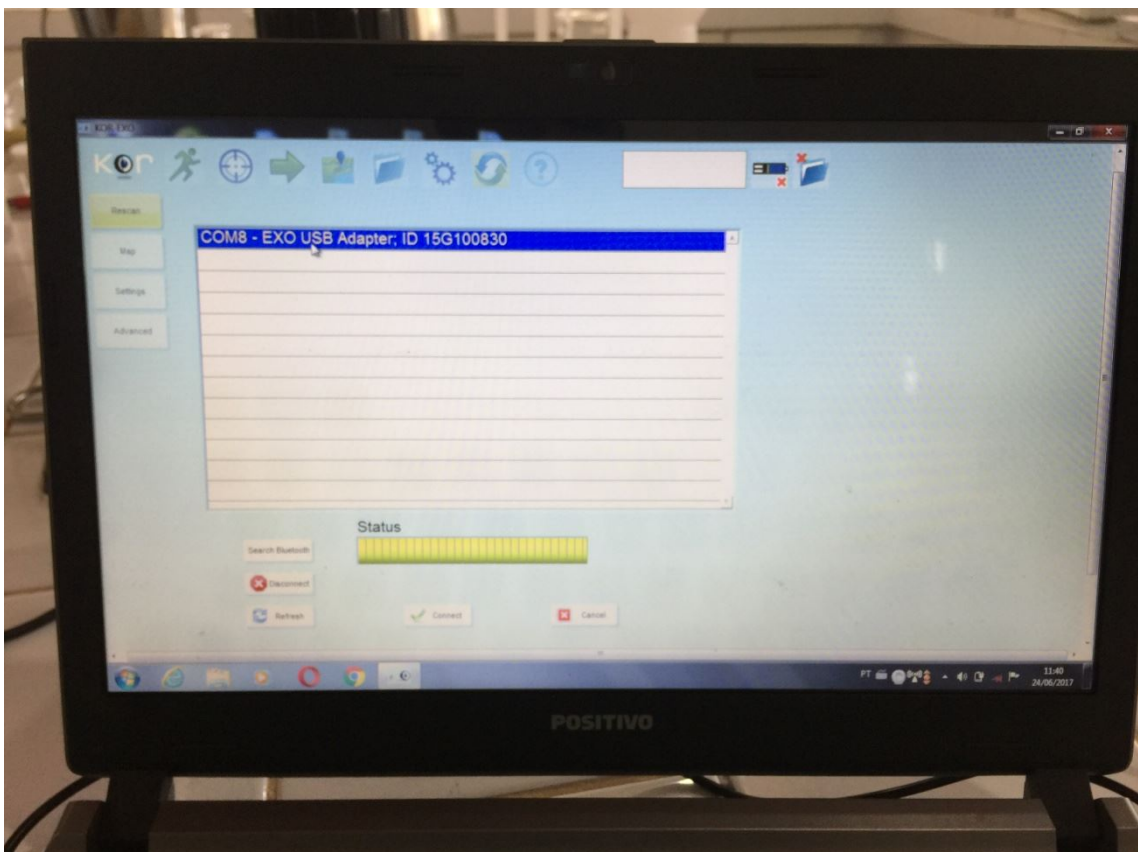 KOR EXO
KOr
Rescan
COM8 - EXO USB Adapter; ID 15G100830
Map
Settings
Advanced
Status
Search Bluetooth
Disconnect
Refresh
Connect
Cancel
PT
11:40
24/06/2017
POSITIVO